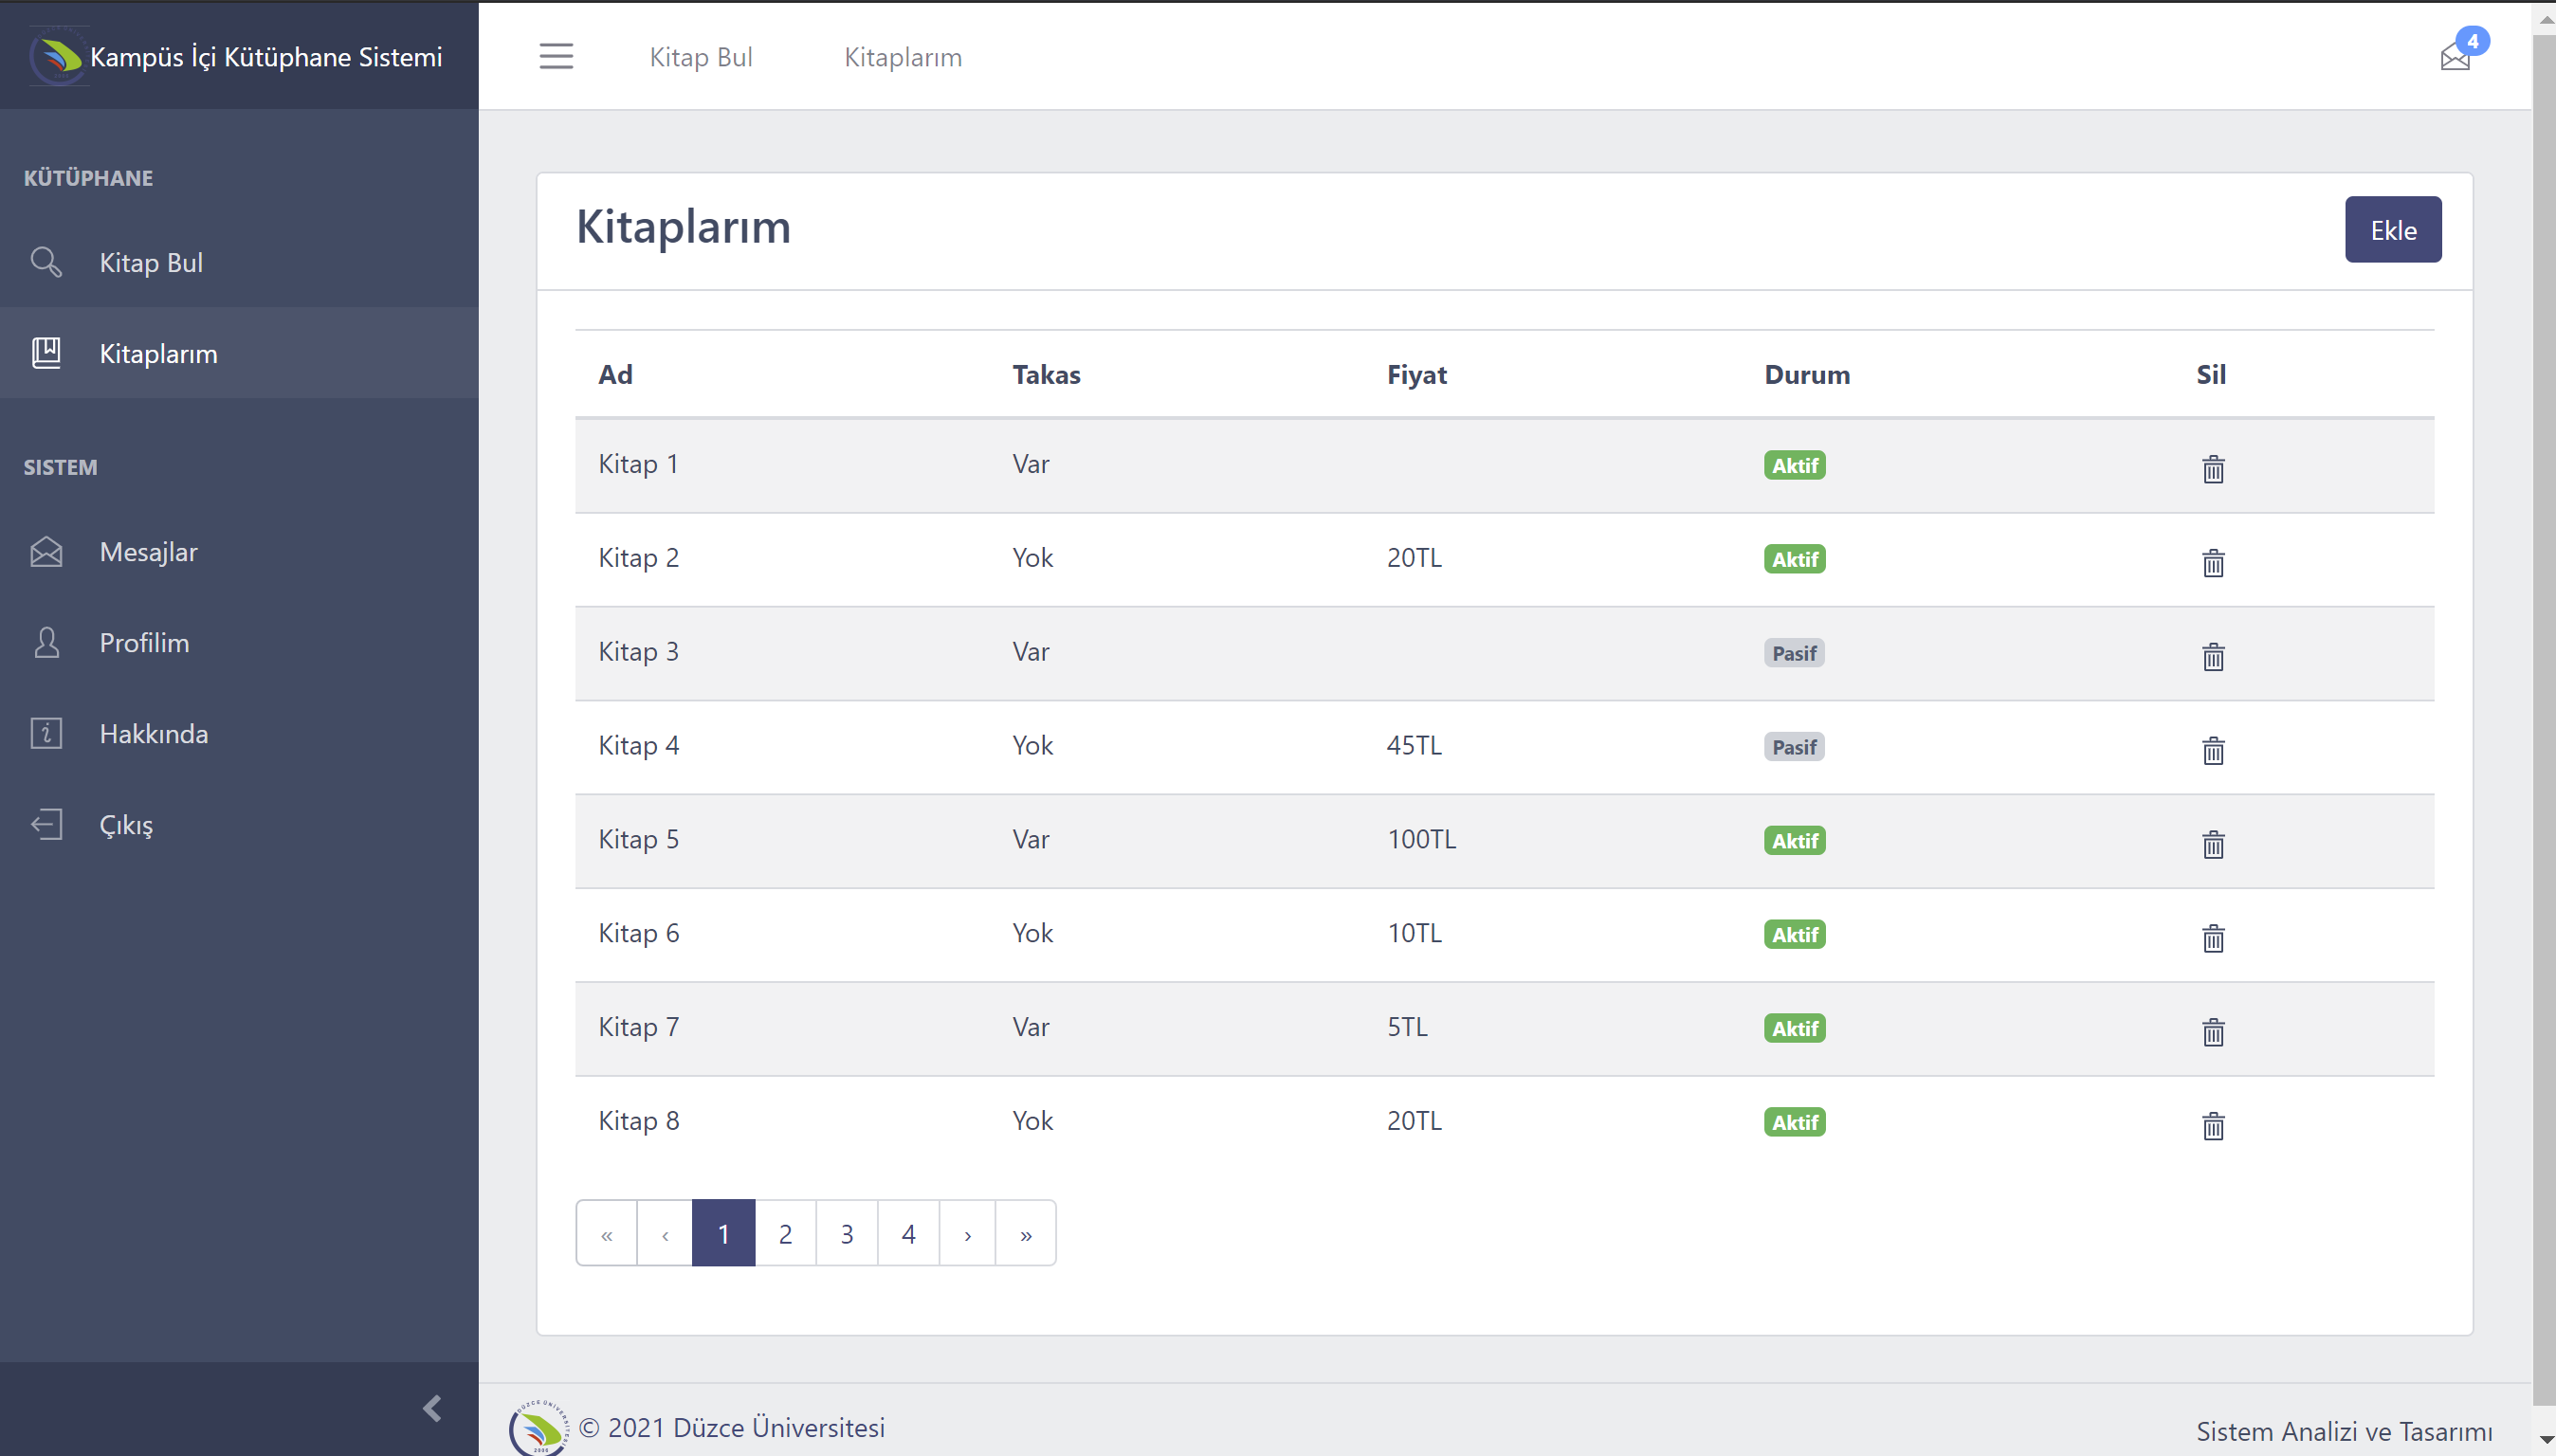 Kampüs İçi Kütüphane Sistemi
Kitap Bul Kitaplarım
4
KÜTÜPHANE
Kitap Bul
Kitaplarım
SISTEM
Mesajlar
Profilim
Hakkında
Çıkış
Kitaplarım
Ekle
Ad Takas Fiyat Durum Sil
Kitap 1 Var Aktif
Kitap 2 Yok 20TL Aktif
Kitap 3 Var Pasif
Kitap 4 Yok 45TL Pasif
Kitap 5 Var 100TL Aktif
Kitap 6 Yok 10TL Aktif
Kitap 7 Var 5TL Aktif
Kitap 8 Yok 20TL Aktif
« ‹ 1 2 3 4 › »
© 2021 Düzce Üniversitesi
Sistem Analizi ve Tasarımı